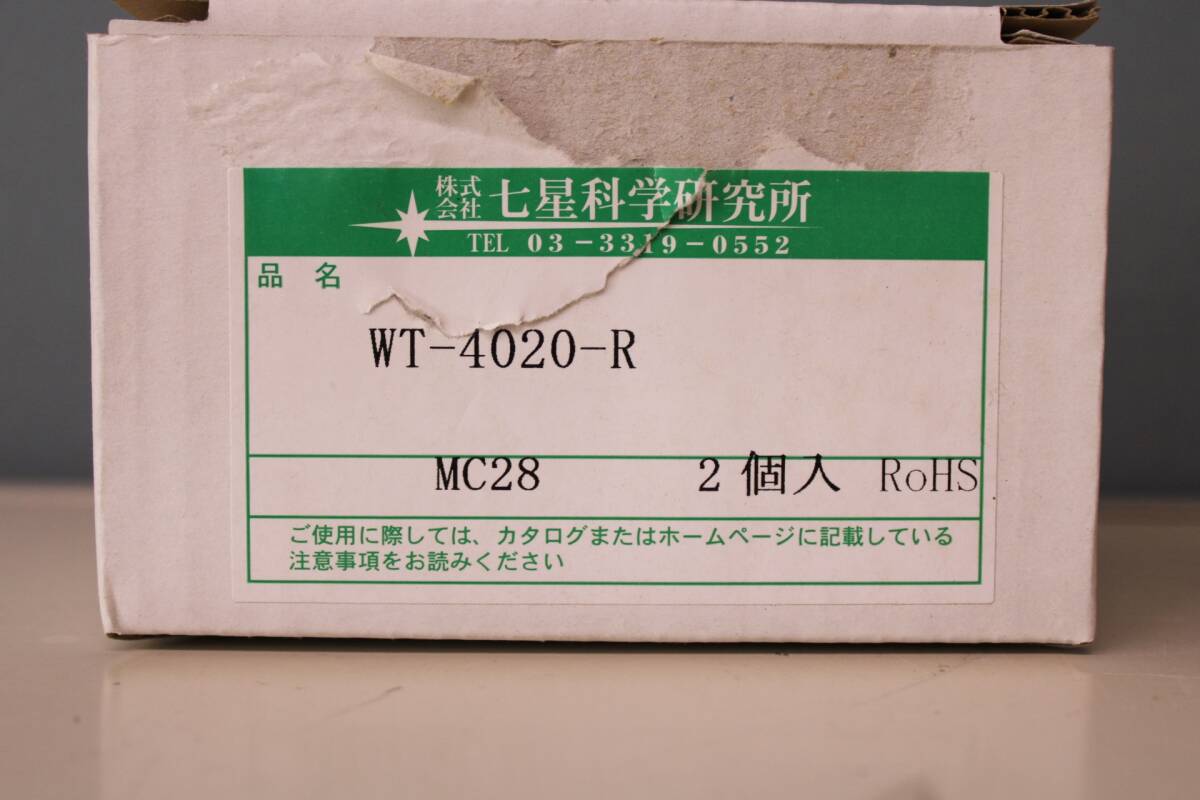 株式会社 七星科学研究所
TEL 03-3319-0552
品名
WT-4020-R
MC28 2個入 RoHS
ご使用に際しては、カタログまたはホームページに記載している
注意事項をお読みください